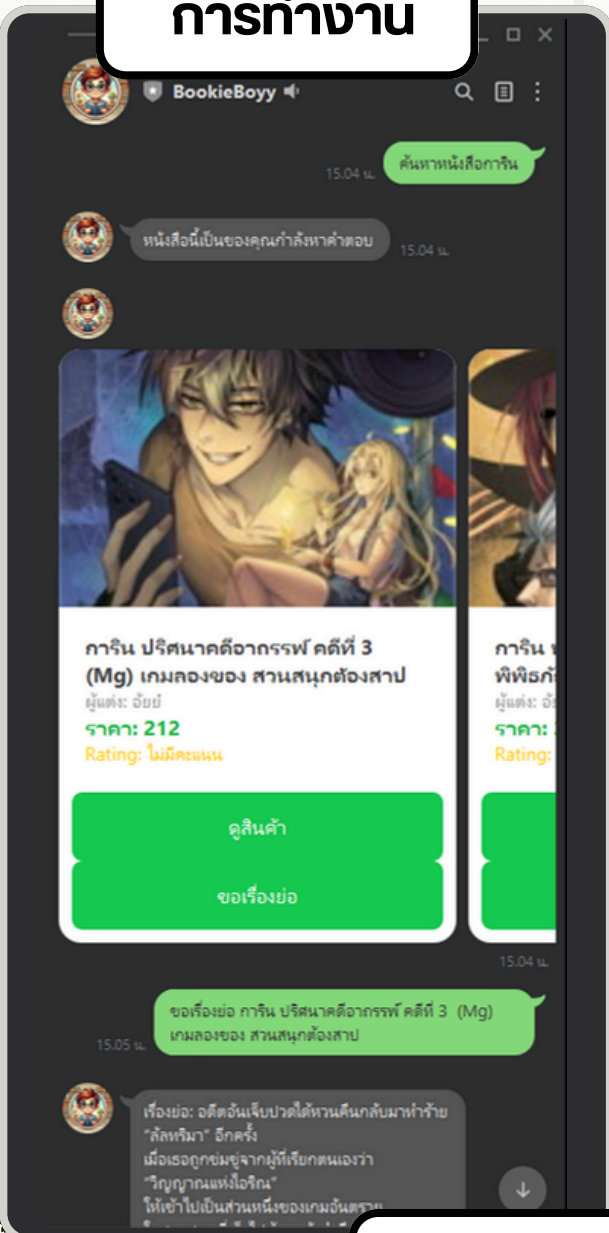 การทำงาน
BookieBoyy
ค้นหาหนังสือการิน
15.04 น.
หนังสือนี้เป็นของคุณกำลังหาคำตอบ
15.04 น.
การิน ปริศนาคดีอาถรรพ์ คดีที่ 3
(Mg) เกมลองของ สวนสนุกต้องสาป
ผู้แต่ง: อัยย์
ราคา: 212
Rating: ไม่มีคะแนน
ดูสินค้า
ขอเรื่องย่อ
การิน
ผู้แต่ง:
ราคา:
Rating:
15.04 น.
ขอเรื่องย่อ การิน ปริศนาคดีอาถรรพ์ คดีที่ 3 (Mg)
เกมลองของ สวนสนุกต้องสาป
15.05 น.
เรื่องย่อ: อดีตอันเจ็บปวดได้หวนคืนกลับมาทำร้าย
“ลัลทริมา” อีกครั้ง
เมื่อเธอถูกข่มขู่จากผู้ที่เรียกตนเองว่า
“วิญญาณแห่งไอริณ”
ให้เข้าไปเป็นส่วนหนึ่งของเกมอันตราย